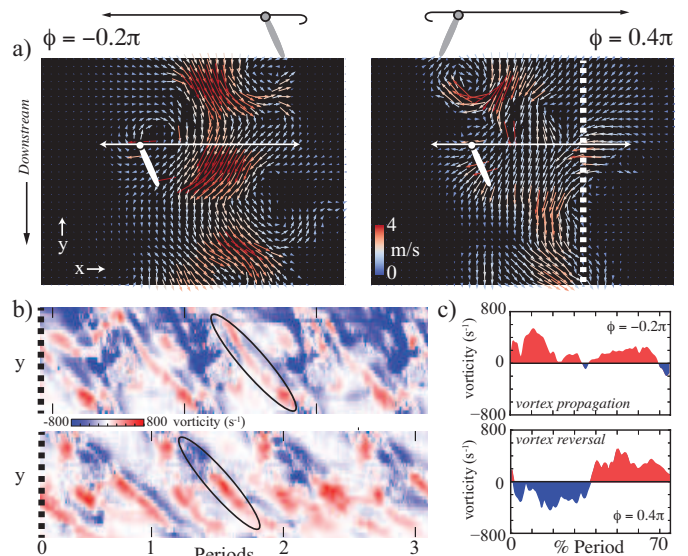 a)
ϕ = −0.2π
ϕ = 0.4π
Downstream
y
x
4
m/s
0
b)
y
-800
800 vorticity (s⁻¹)
y
0
1
2
3
Periods
c)
800
0
−800
vorticity (s⁻¹)
ϕ = −0.2π
vortex propagation
800
0
−800
vorticity (s⁻¹)
vortex reversal
ϕ = 0.4π
0
% Period
70